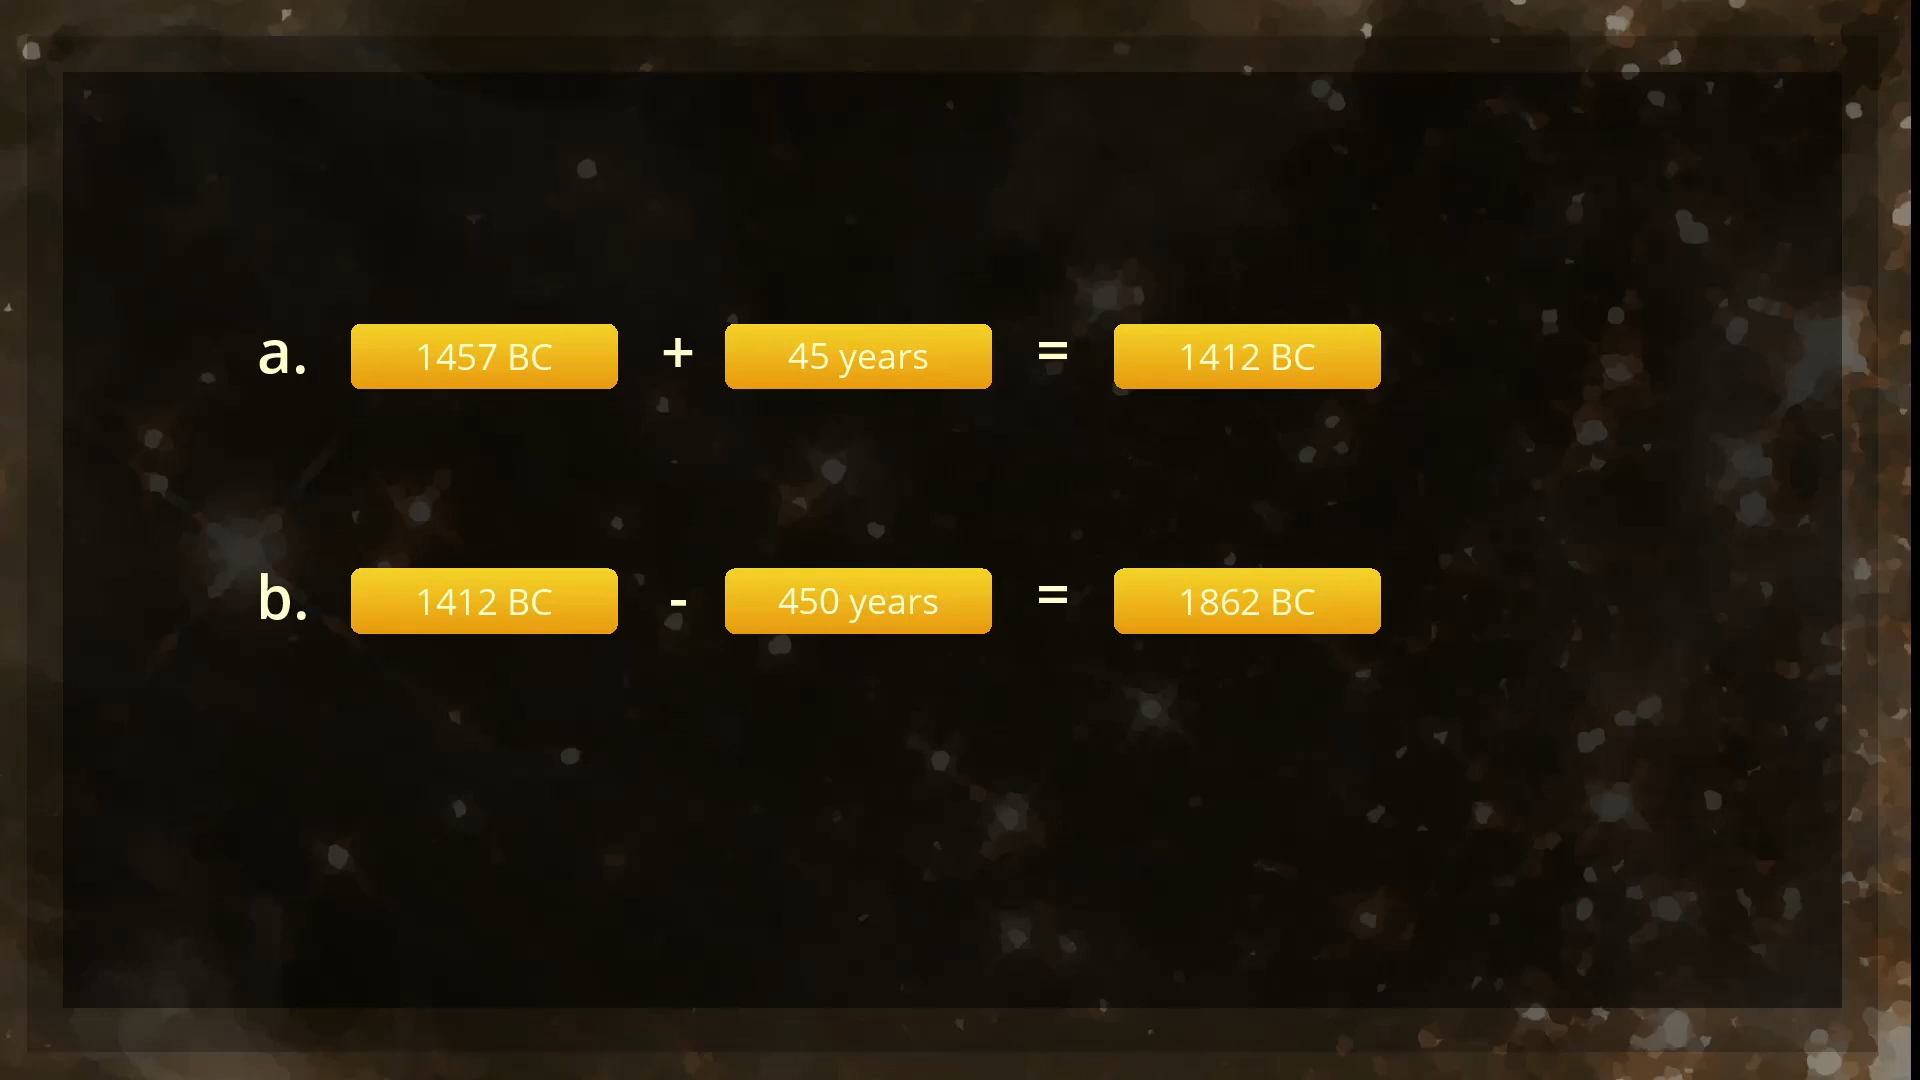 a. 1457 BC + 45 years = 1412 BC
b. 1412 BC - 450 years = 1862 BC